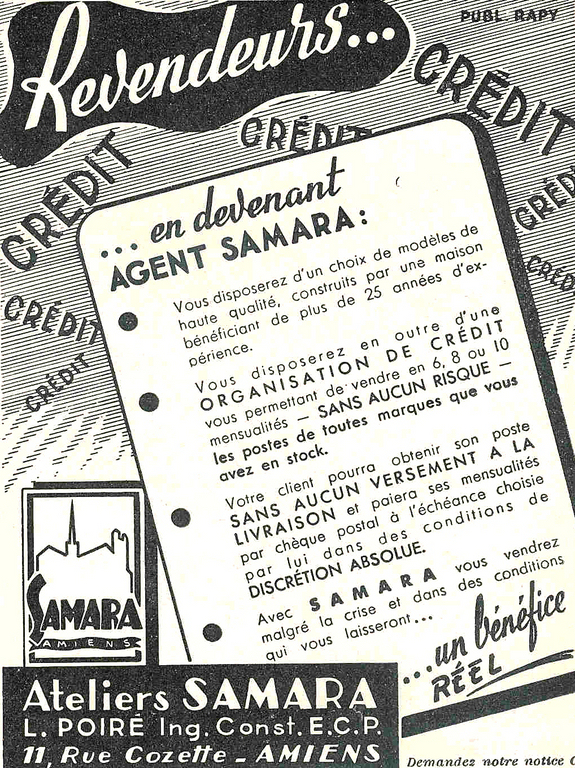 PUBL. RAPY
Revendeurs...
CRÉDIT
CRÉDIT
CRÉDIT
CRÉDIT
CRÉDIT
CRÉDIT
CRÉDIT
... en devenant
AGENT SAMARA :
Vous disposerez d'un choix de modèles de
haute qualité, construits par une maison
bénéficiant de plus de 25 années d'ex-
périence.
Vous disposerez en outre d'une
ORGANISATION DE CRÉDIT
vous permettant de vendre en 6, 8 ou 10
mensualités — SANS AUCUN RISQUE —
les postes de toutes marques que vous
avez en stock.
Votre client pourra obtenir son poste
SANS AUCUN VERSEMENT A LA
LIVRAISON et paiera ses mensualités
par chèque postal à l'échéance choisie
par lui dans des conditions de
DISCRÉTION ABSOLUE.
Avec SAMARA vous vendrez
malgré la crise et dans des conditions
qui vous laisseront...
...un bénéfice
RÉEL
SAMARA
AMIENS
Ateliers SAMARA
L. POIRÉ Ing. Const. E.C.P.
11, Rue Cozette - AMIENS
Demandez notre notice